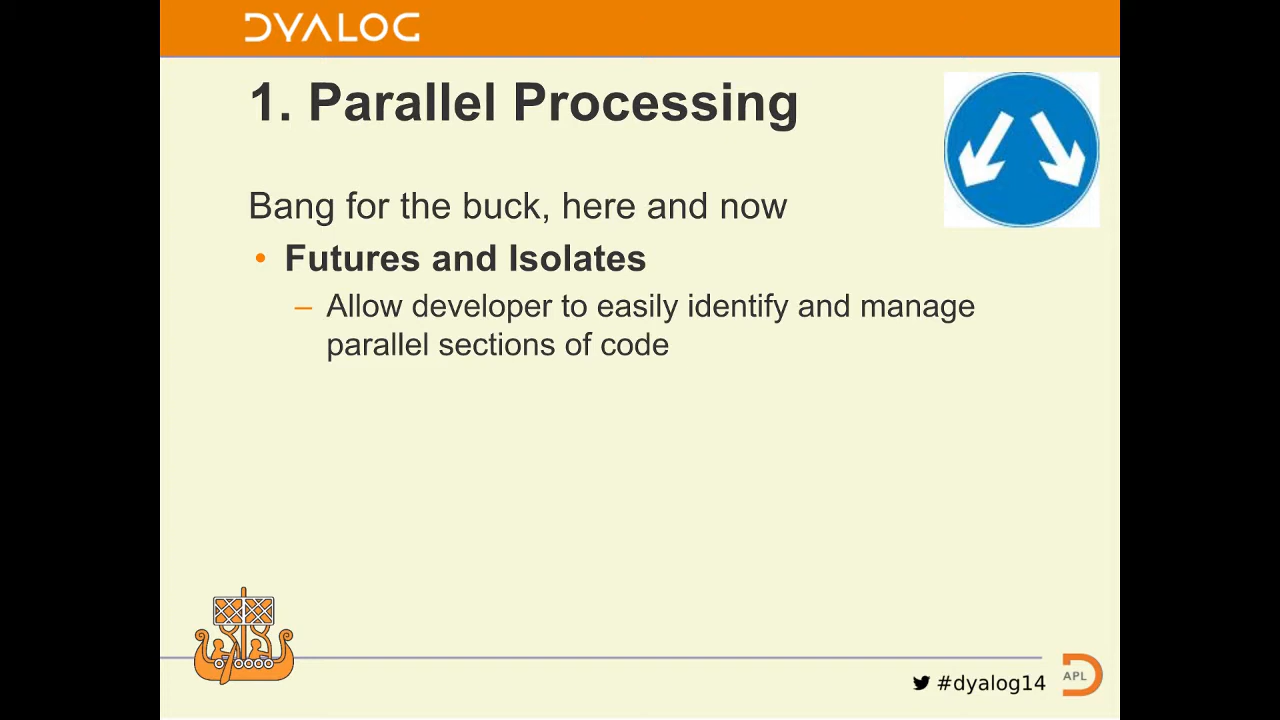 DYALOG
1. Parallel Processing
Bang for the buck, here and now
• Futures and Isolates
– Allow developer to easily identify and manage
parallel sections of code
#dyalog14
APL